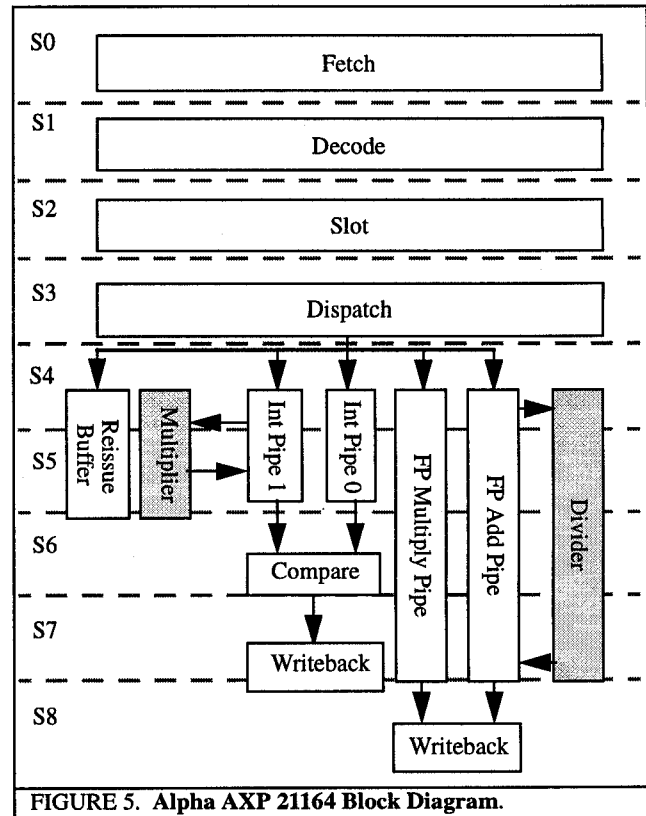 S0
Fetch
S1
Decode
S2
Slot
S3
Dispatch
S4
Reissue
Buffer
Multiplier
Int Pipe 1
Int Pipe 0
FP Multiply Pipe
FP Add Pipe
Divider
S5
S6
Compare
S7
Writeback
S8
Writeback
FIGURE 5. Alpha AXP 21164 Block Diagram.